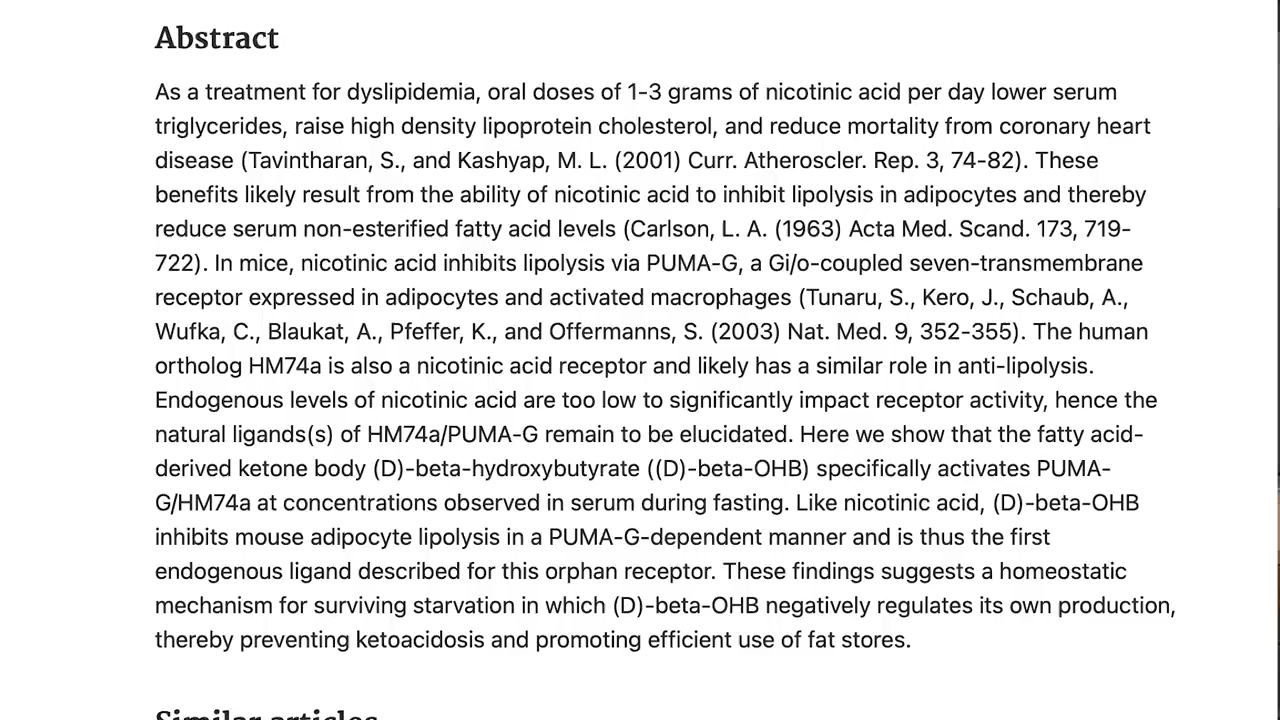 Abstract
As a treatment for dyslipidemia, oral doses of 1-3 grams of nicotinic acid per day lower serum
triglycerides, raise high density lipoprotein cholesterol, and reduce mortality from coronary heart
disease (Tavintharan, S., and Kashyap, M. L. (2001) Curr. Atheroscler. Rep. 3, 74-82). These
benefits likely result from the ability of nicotinic acid to inhibit lipolysis in adipocytes and thereby
reduce serum non-esterified fatty acid levels (Carlson, L. A. (1963) Acta Med. Scand. 173, 719-
722). In mice, nicotinic acid inhibits lipolysis via PUMA-G, a Gi/o-coupled seven-transmembrane
receptor expressed in adipocytes and activated macrophages (Tunaru, S., Kero, J., Schaub, A.,
Wufka, C., Blaukat, A., Pfeffer, K., and Offermanns, S. (2003) Nat. Med. 9, 352-355). The human
ortholog HM74a is also a nicotinic acid receptor and likely has a similar role in anti-lipolysis.
Endogenous levels of nicotinic acid are too low to significantly impact receptor activity, hence the
natural ligands(s) of HM74a/PUMA-G remain to be elucidated. Here we show that the fatty acid-
derived ketone body (D)-beta-hydroxybutyrate ((D)-beta-OHB) specifically activates PUMA-
G/HM74a at concentrations observed in serum during fasting. Like nicotinic acid, (D)-beta-OHB
inhibits mouse adipocyte lipolysis in a PUMA-G-dependent manner and is thus the first
endogenous ligand described for this orphan receptor. These findings suggests a homeostatic
mechanism for surviving starvation in which (D)-beta-OHB negatively regulates its own production,
thereby preventing ketoacidosis and promoting efficient use of fat stores.
Similar articles